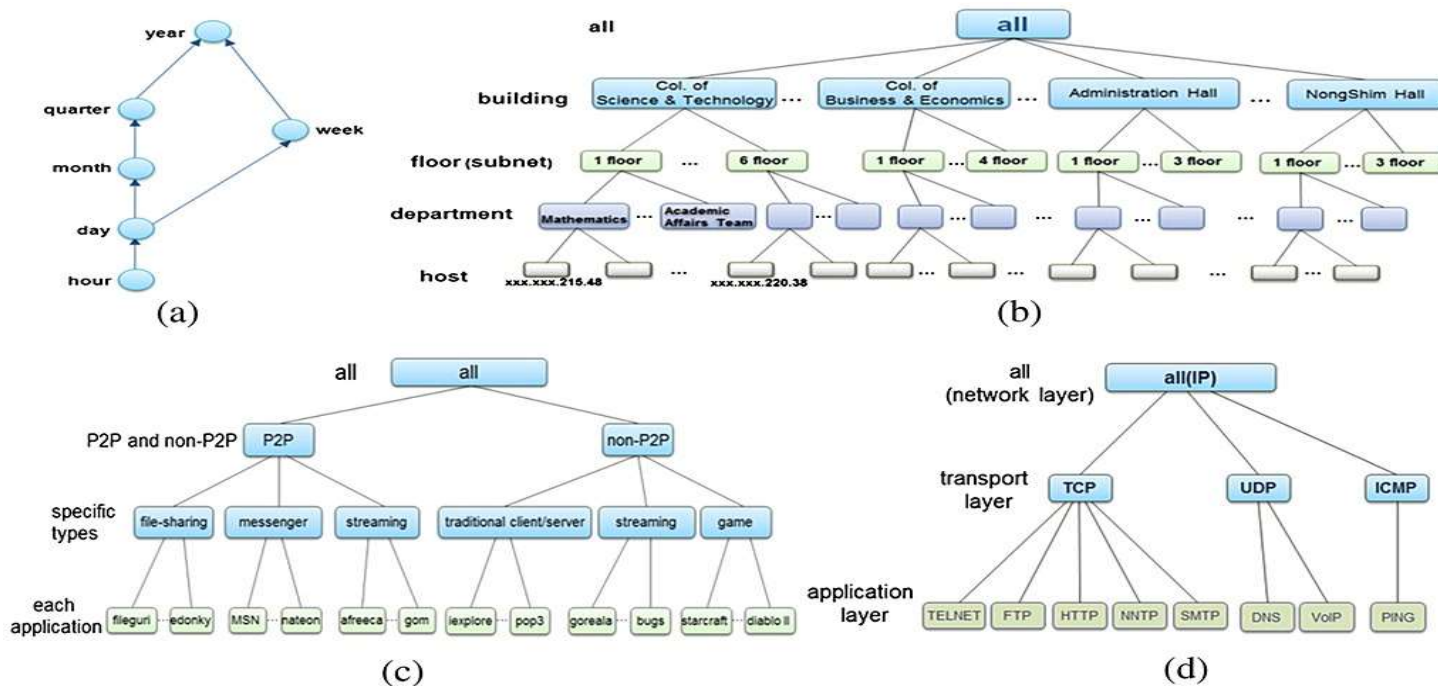 year
quarter
week
month
day
hour
(a)
all
all
building
Col. of
Science & Technology
...
Col. of
Business & Economics
...
Administration Hall
...
NongShim Hall
floor (subnet)
1 floor ... 6 floor
1 floor ... 4 floor
1 floor ... 3 floor
1 floor ... 3 floor
department
Mathematics
...
Academic
Affairs Team
... ... ... ... ... ...
host
... ... ... ... ...
xxx.xxx.215.48
xxx.xxx.220.38
(b)
all
all
P2P and non-P2P
P2P
non-P2P
specific
types
file-sharing
messenger
streaming
traditional client/server
streaming
game
each
application
fileguri ... edonky
MSN ... nateon
afreeca ... gom
iexplore ... pop3
goreala ... bugs
starcraft ... diablo II
(c)
all
(network layer)
all(IP)
transport
layer
TCP
UDP
ICMP
application
layer
TELNET
FTP
HTTP
NNTP
SMTP
DNS
VoIP
PING
(d)